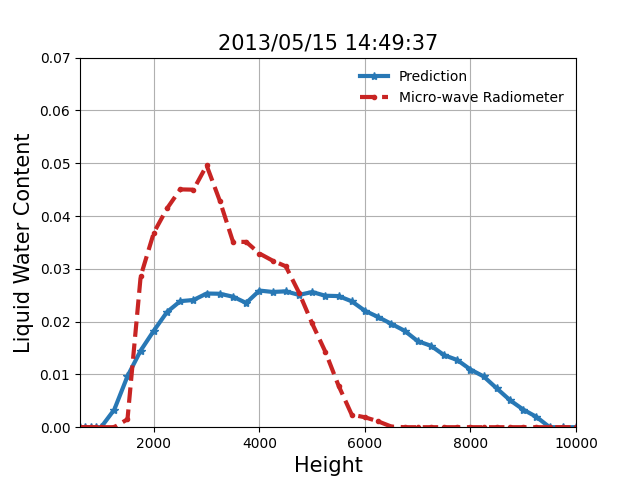 2013/05/15 14:49:37
0.07
0.06
0.05
0.04
0.03
0.02
0.01
0.00
Liquid Water Content
Prediction
Micro-wave Radiometer
2000 4000 6000 8000 10000
Height